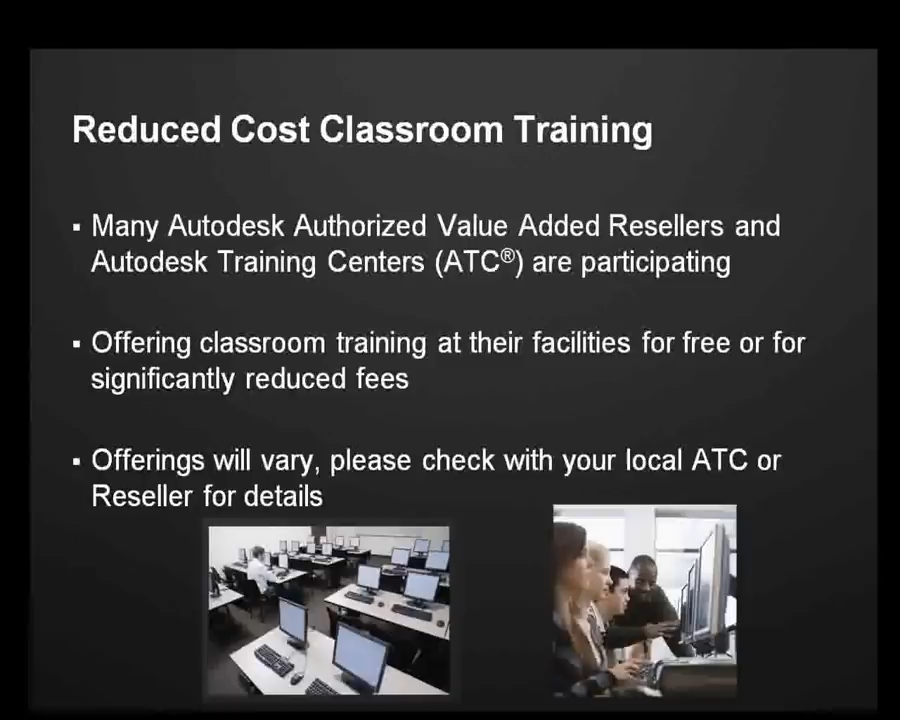 Reduced Cost Classroom Training
▪ Many Autodesk Authorized Value Added Resellers and
Autodesk Training Centers (ATC®) are participating
▪ Offering classroom training at their facilities for free or for
significantly reduced fees
▪ Offerings will vary, please check with your local ATC or
Reseller for details